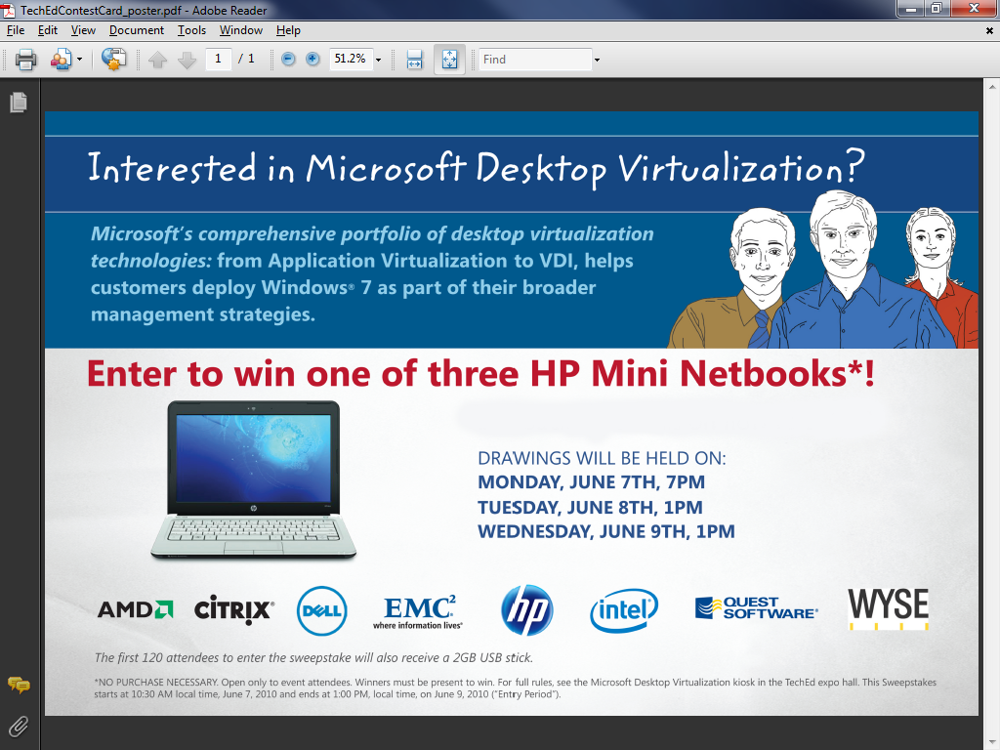 TechEdContestCard_poster.pdf - Adobe Reader
File Edit View Document Tools Window Help
1 / 1 51.2% Find
Interested in Microsoft Desktop Virtualization?
Microsoft's comprehensive portfolio of desktop virtualization
technologies: from Application Virtualization to VDI, helps
customers deploy Windows® 7 as part of their broader
management strategies.
Enter to win one of three HP Mini Netbooks*!
DRAWINGS WILL BE HELD ON:
MONDAY, JUNE 7TH, 7PM
TUESDAY, JUNE 8TH, 1PM
WEDNESDAY, JUNE 9TH, 1PM
AMD CITRIX® DELL EMC² hp intel® QUEST WYSE
where information lives® SOFTWARE®
The first 120 attendees to enter the sweepstake will also receive a 2GB USB stick.
*NO PURCHASE NECESSARY. Open only to event attendees. Winners must be present to win. For full rules, see the Microsoft Desktop Virtualization kiosk in the TechEd expo hall. This Sweepstakes
starts at 10:30 AM local time, June 7, 2010 and ends at 1:00 PM, local time, on June 9, 2010 ("Entry Period").